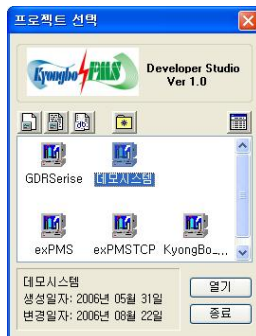 프로젝트 선택
Kyongbo PMS
Developer Studio
Ver 1.0
GDRSerise
데모시스템
exPMS
exPMSTCP
KyongBo_...
데모시스템
생성일자: 2006년 05월 31일
변경일자: 2006년 08월 22일
열기
종료